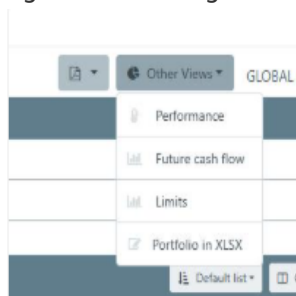 Other Views
GLOBAL
Performance
Future cash flow
Limits
Portfolio in XLSX
Default list